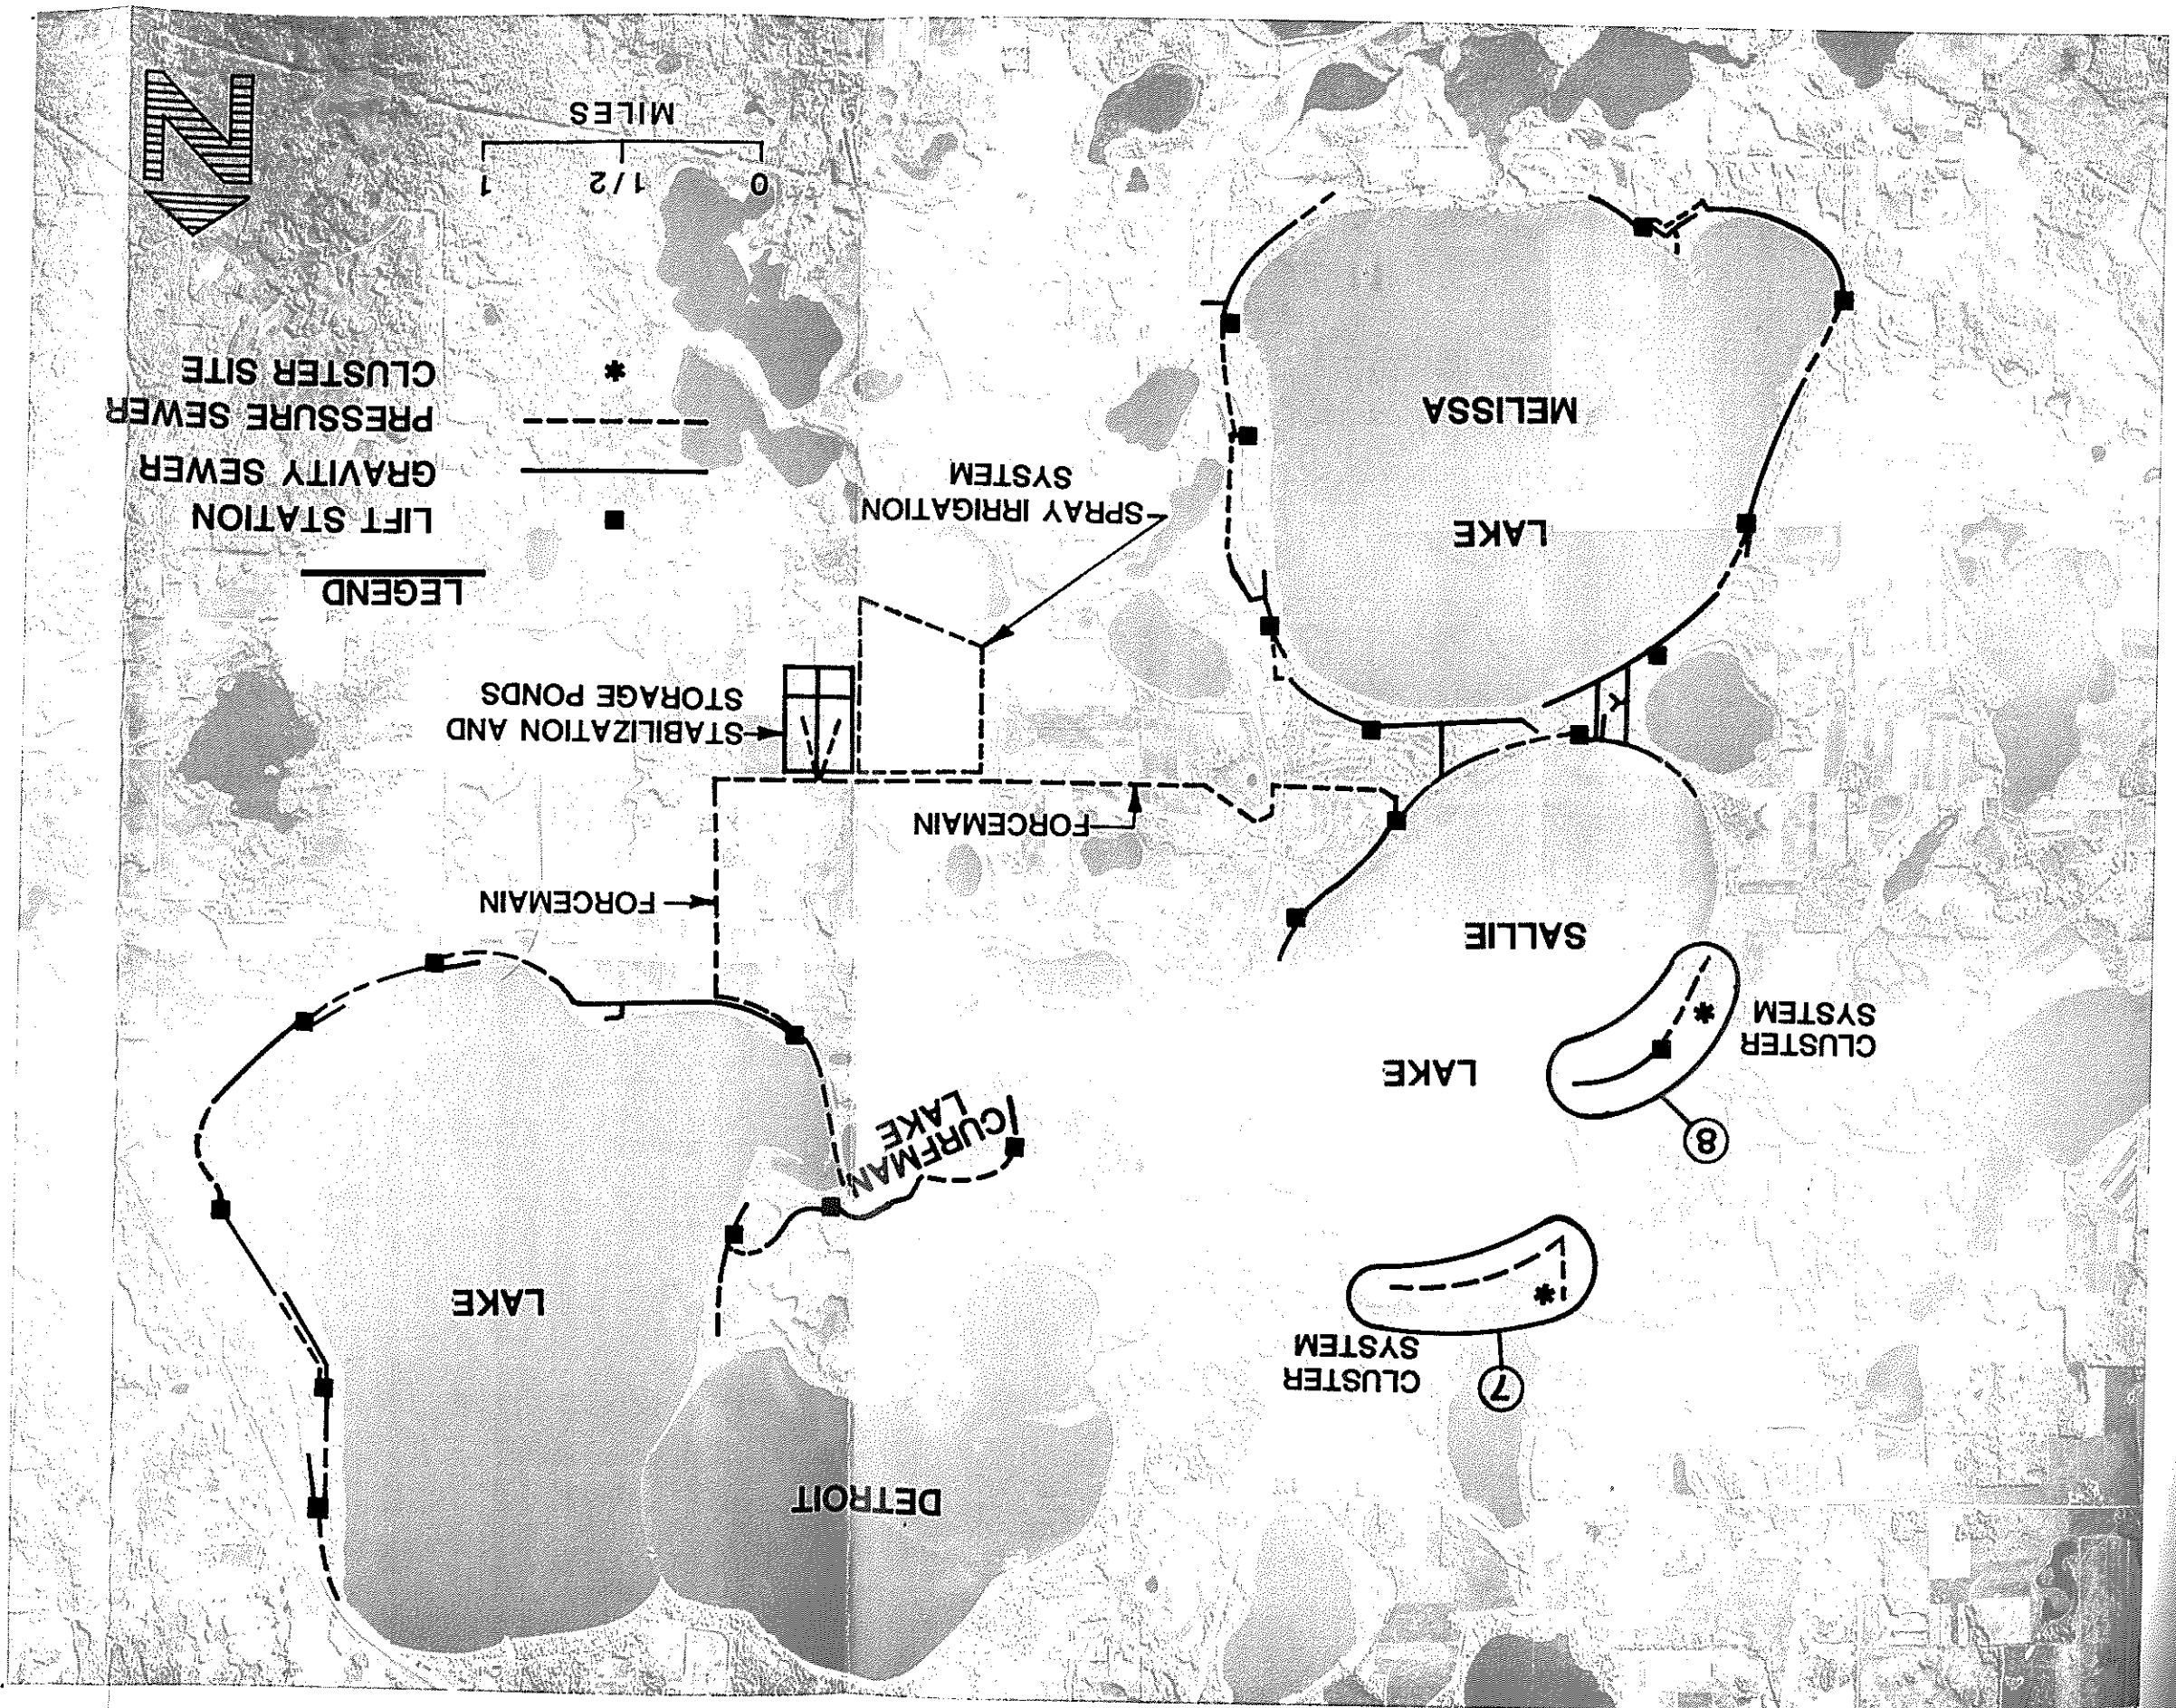 DETROIT
LAKE
CURFMAN
LAKE
7
CLUSTER
SYSTEM
8
CLUSTER
SYSTEM
LAKE
SALLIE
FORCEMAIN
FORCEMAIN
STABILIZATION AND
STORAGE PONDS
SPRAY IRRIGATION
SYSTEM
LAKE
MELISSA
LEGEND
■ LIFT STATION
GRAVITY SEWER
PRESSURE SEWER
* CLUSTER SITE
0 1/2 1
MILES
N